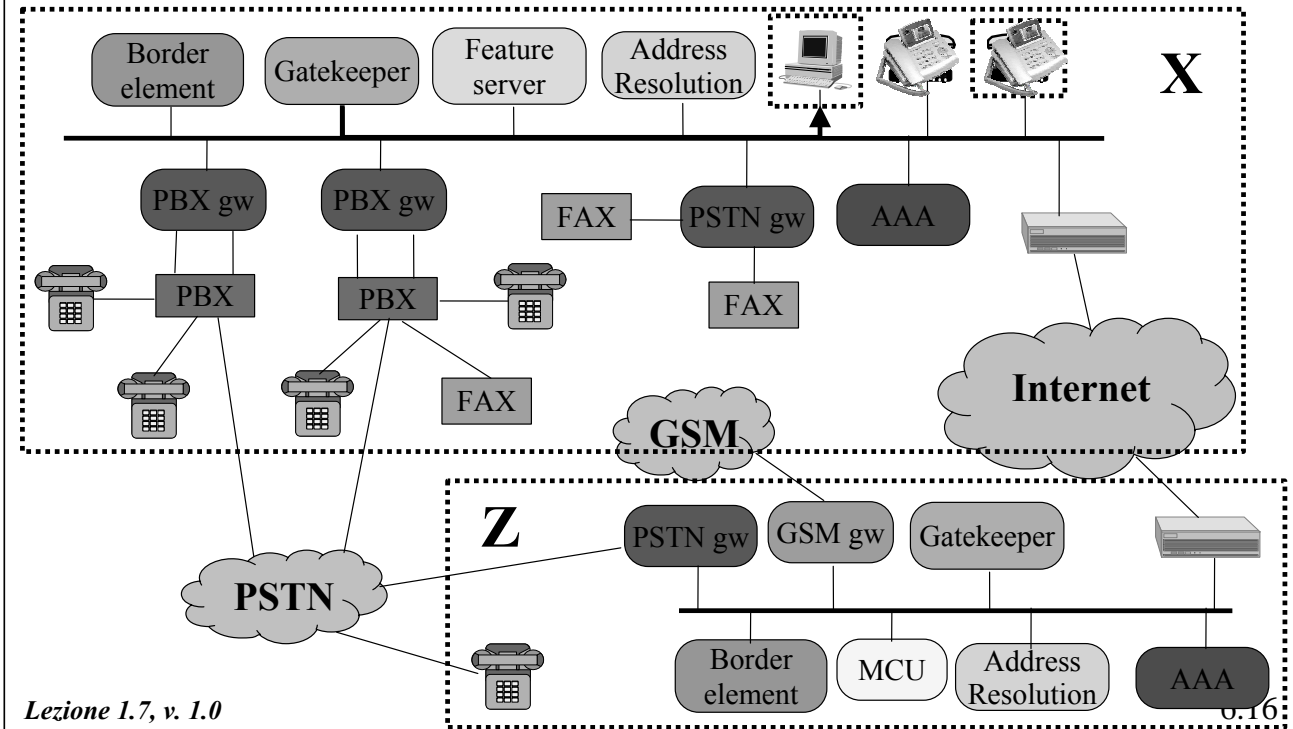 Border
element
Gatekeeper
Feature
server
Address
Resolution
X
PBX gw
PBX gw
FAX
PSTN gw
AAA
PBX
PBX
FAX
FAX
Internet
GSM
Z
PSTN gw
GSM gw
Gatekeeper
PSTN
Border
element
MCU
Address
Resolution
AAA
Lezione 1.7, v. 1.0
6.16